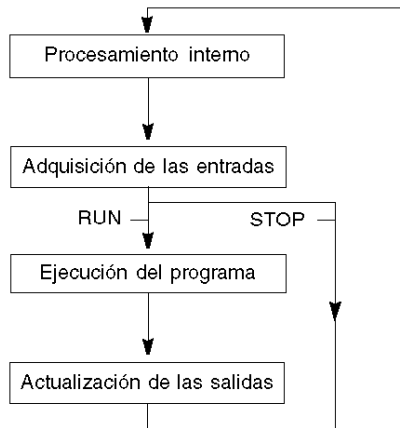 Procesamiento interno
Adquisición de las entradas
RUN
STOP
Ejecución del programa
Actualización de las salidas